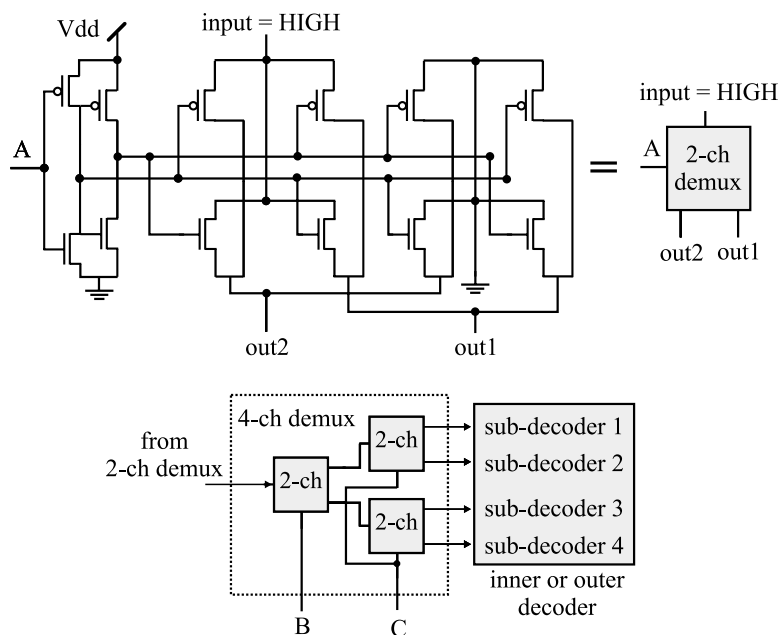 Vdd
input = HIGH
A
out2
out1
=
input = HIGH
A
2-ch
demux
out2
out1
4-ch demux
from
2-ch demux
2-ch
2-ch
2-ch
sub-decoder 1
sub-decoder 2
sub-decoder 3
sub-decoder 4
inner or outer
decoder
B
C